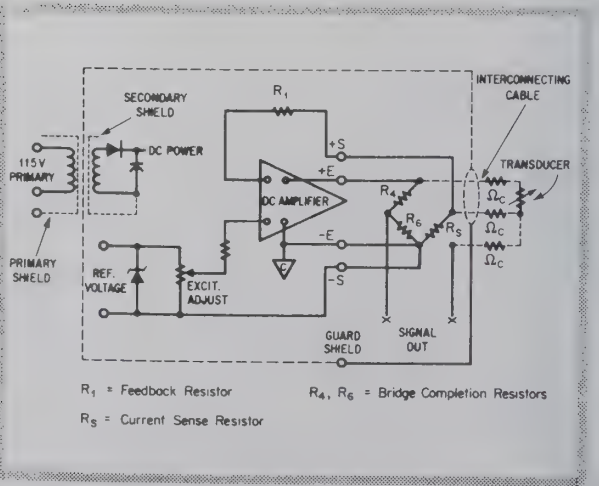 INTERCONNECTING
CABLE
SECONDARY
SHIELD
R1
+S
TRANSDUCER
115V
PRIMARY
DC POWER
+E
R4
ΩC
DC AMPLIFIER
R6
RS
ΩC
-E
ΩC
PRIMARY
SHIELD
REF.
VOLTAGE
EXCIT.
ADJUST
C
-S
GUARD
SHIELD
SIGNAL
OUT
R1 = Feedback Resistor
R4, R6 = Bridge Completion Resistors
RS = Current Sense Resistor